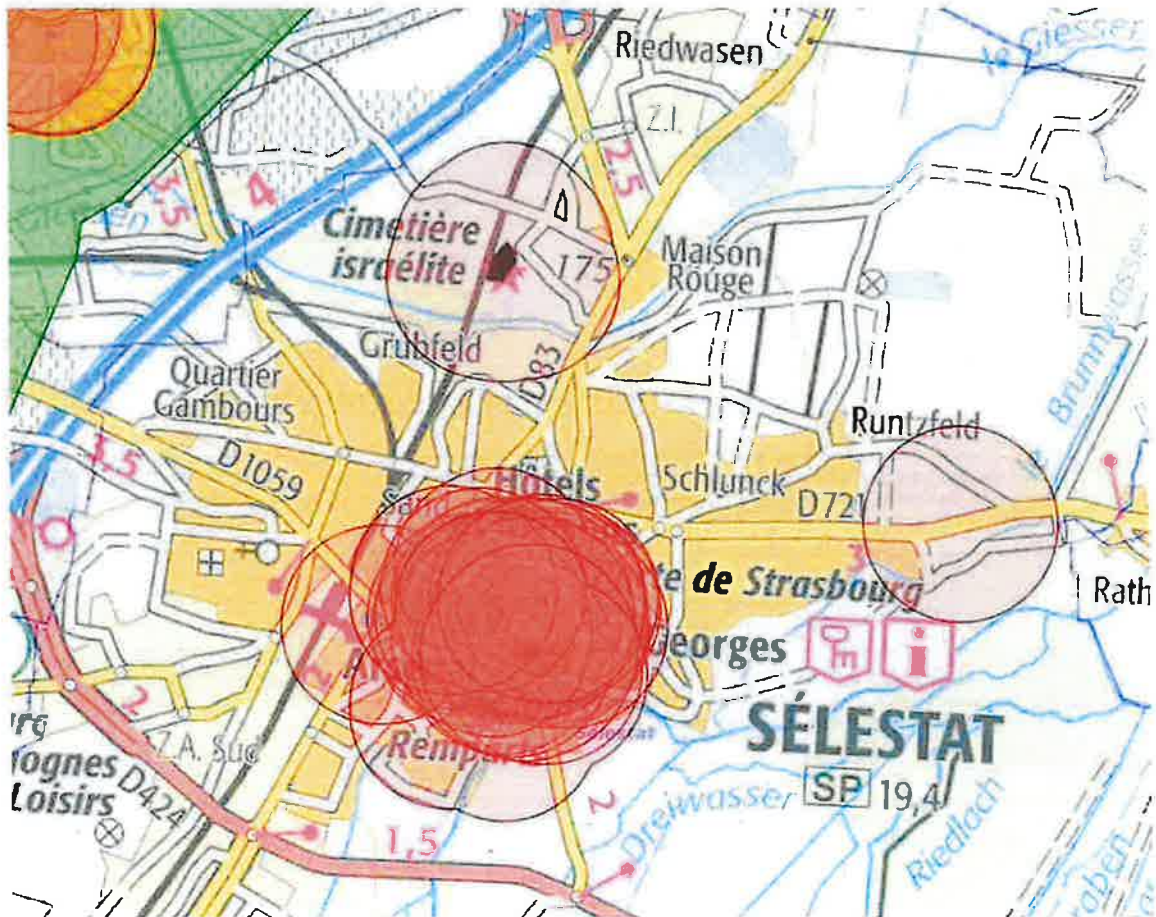 Riedwasen
le Giesser
Z.I.
2,5
3,5
4
Cimetière
israélite
175
Maison
Rouge
Grubfeld
D83
Quartier
Gambours
Runtzfeld
1,5
D1059
Hôtels
Schlunck
D721
de Strasbourg
Rath
Georges
i
2
SÉLESTAT
Z.A. Sud
Loisirs
D424
SP 19,4
Dreiwasser
2
1,5
Riedlach